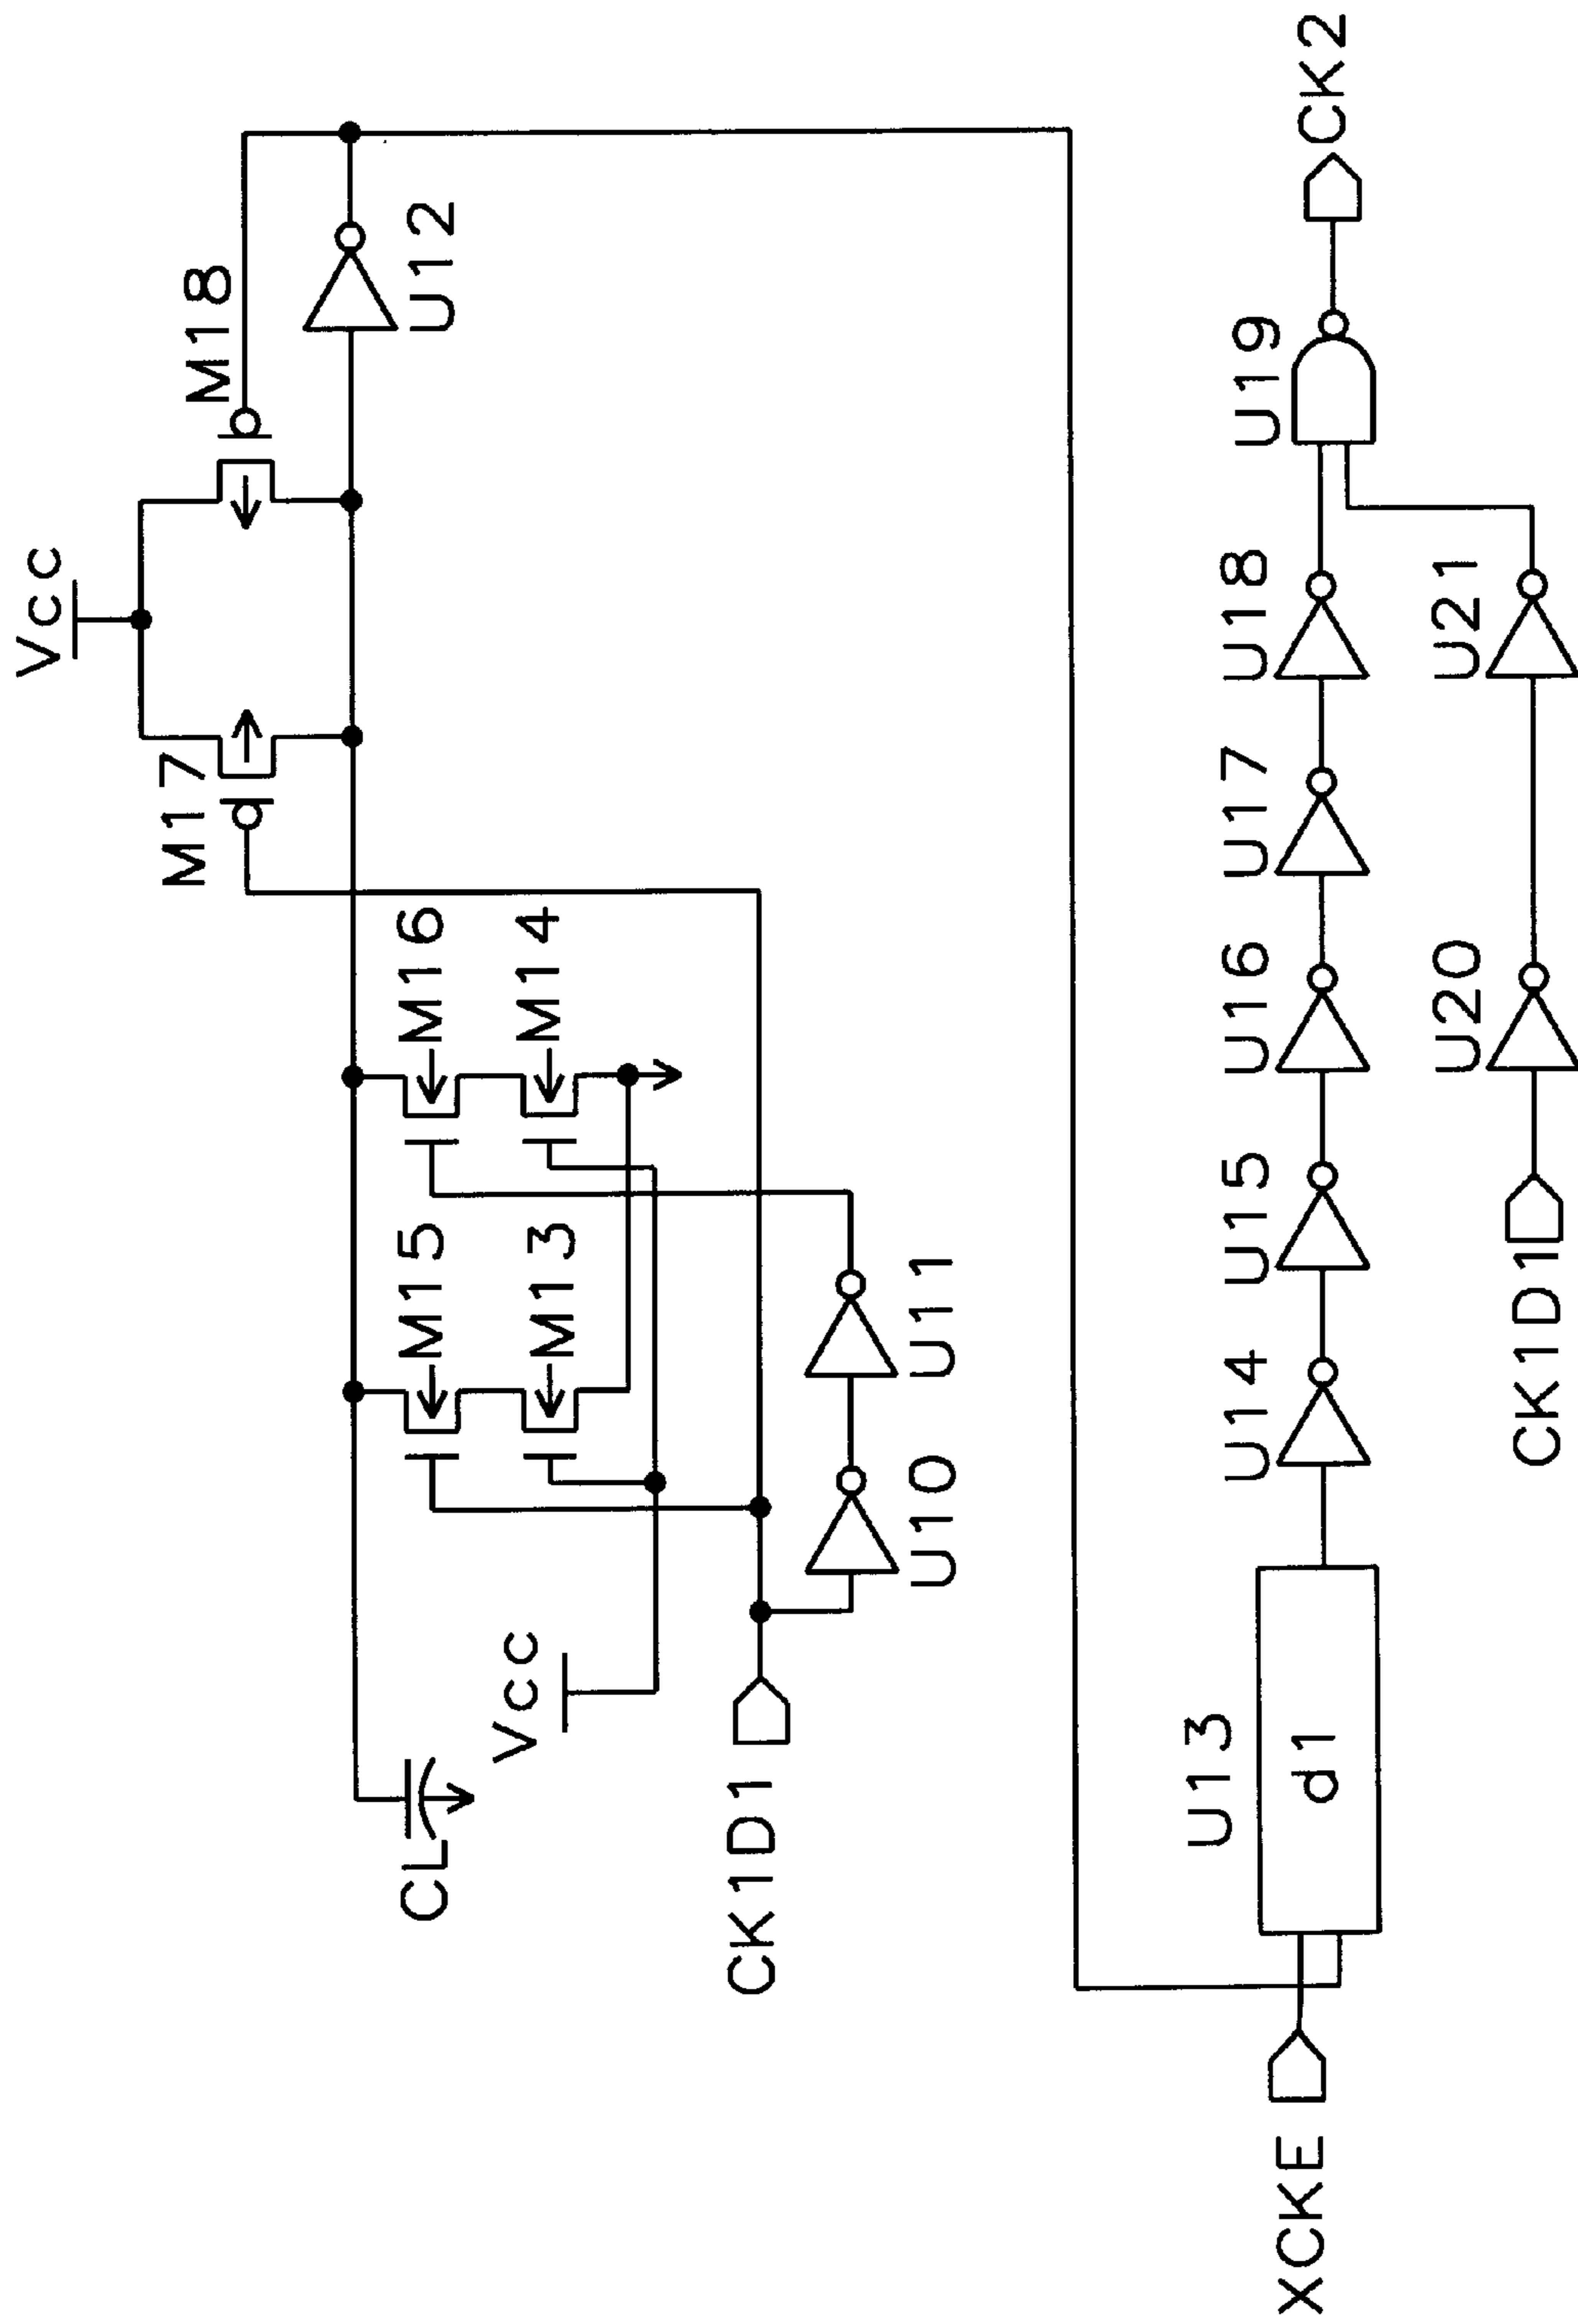 Vcc
M17
M18
U12
CL
M15
M16
M13
M14
Vcc
CK1D1
U10
U11
XCKE
U13
d1
U14
U15
U16
U17
U18
U19
CK2
CK1D1
U20
U21